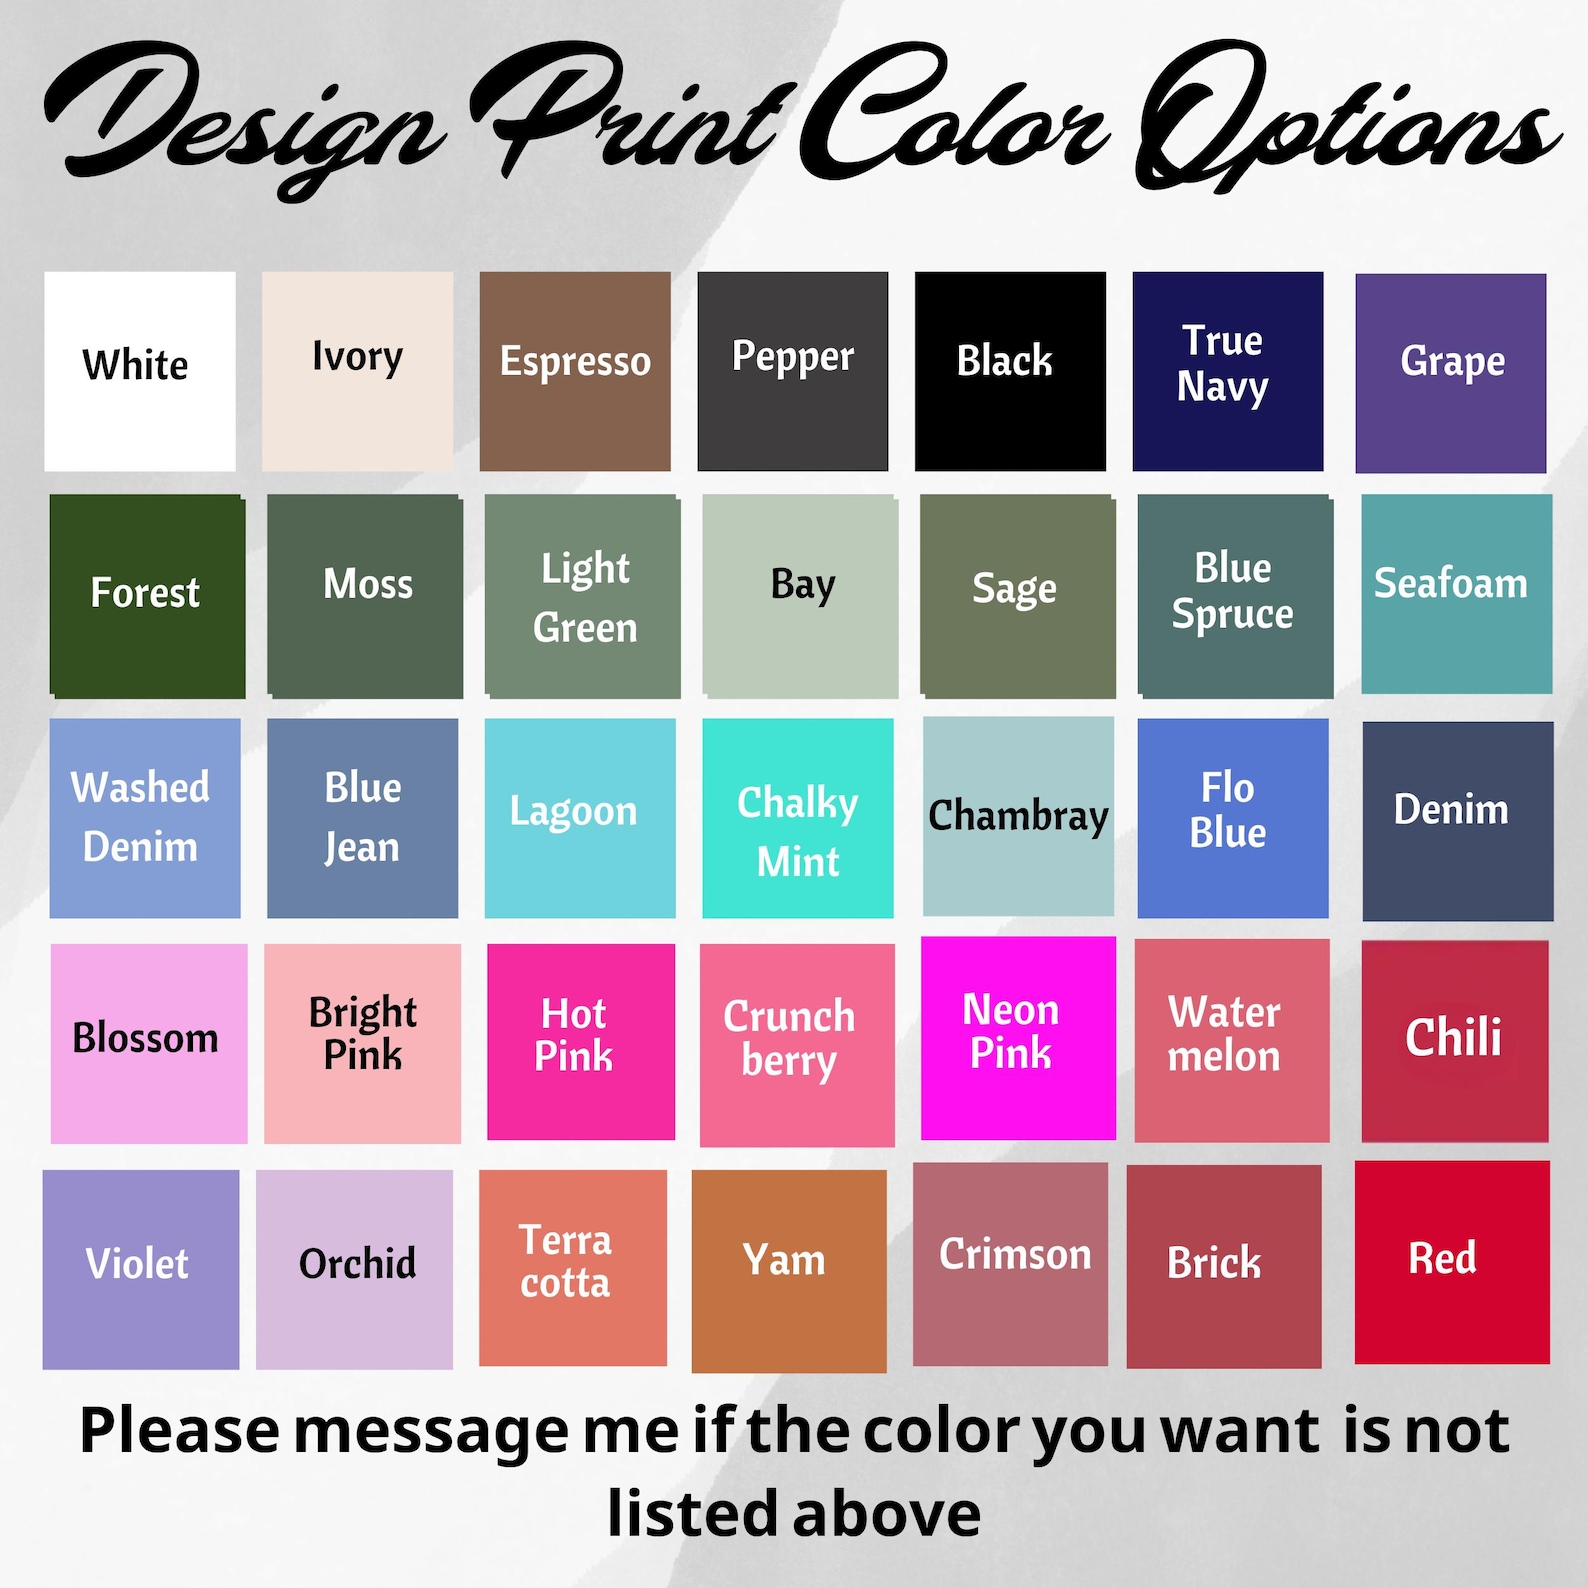 Design Print Color Options
White
Ivory
Espresso
Pepper
Black
True
Navy
Grape
Forest
Moss
Light
Green
Bay
Sage
Blue
Spruce
Seafoam
Washed
Denim
Blue
Jean
Lagoon
Chalky
Mint
Chambray
Flo
Blue
Denim
Blossom
Bright
Pink
Hot
Pink
Crunch
berry
Neon
Pink
Water
melon
Chili
Violet
Orchid
Terra
cotta
Yam
Crimson
Brick
Red
Please message me if the color you want is not
listed above